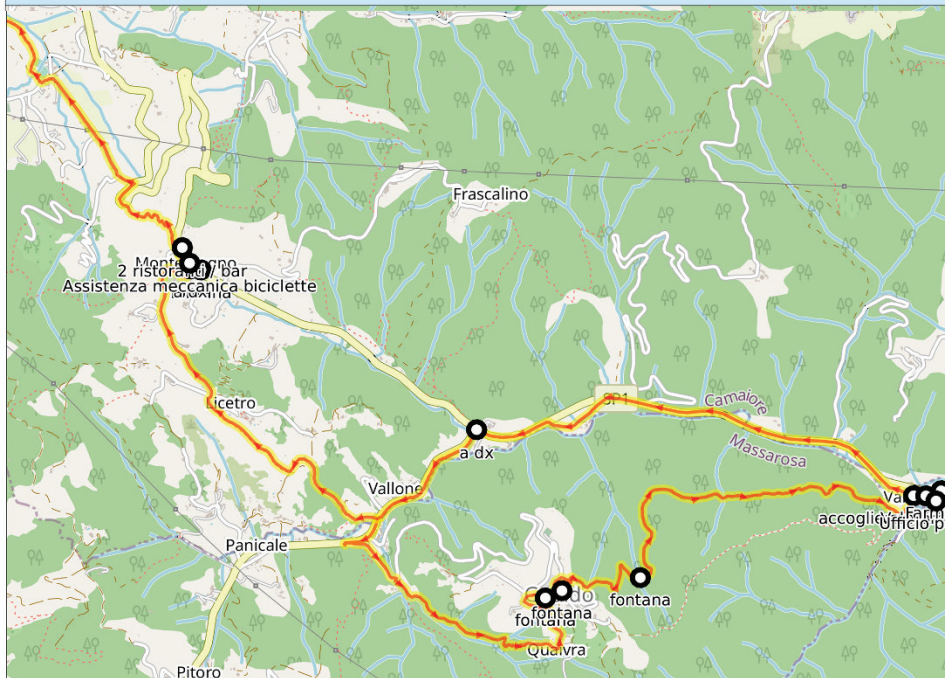 Frascalino
2 ristoranti / bar
Assistenza meccanica biciclette
Licetro
SP1
Camaiore
a dx
Massarosa
Vallone
Panicale
fontana
fontana
fontana
Qualvra
Pitoro